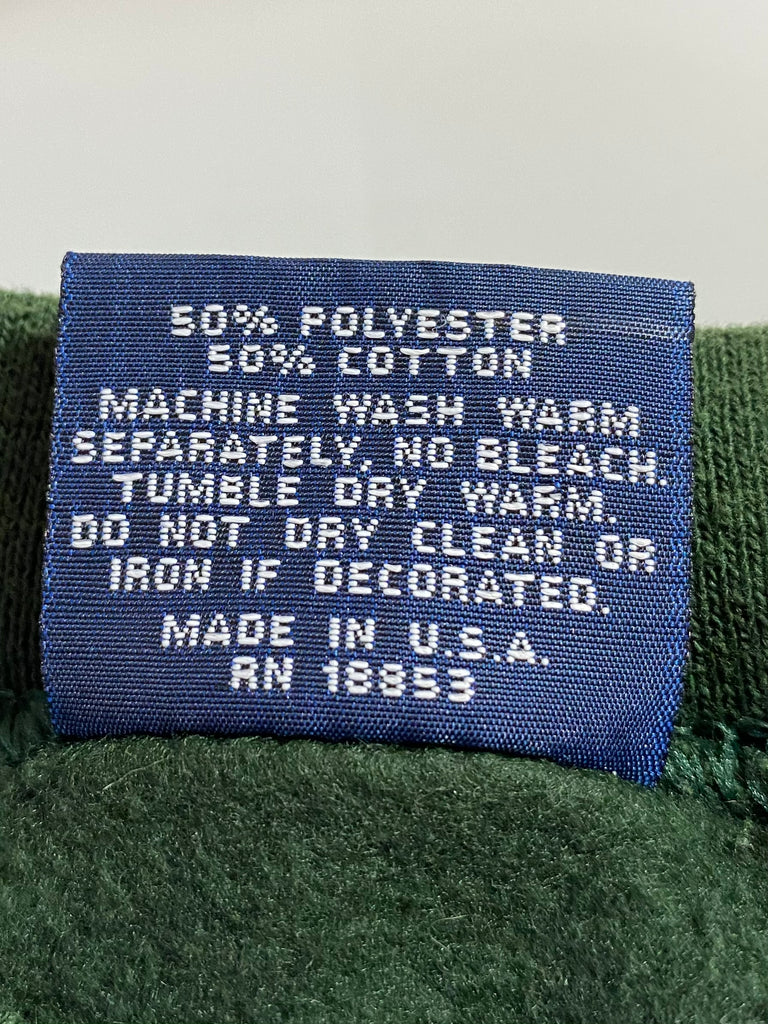 50% POLYESTER
50% COTTON
MACHINE WASH WARM
SEPARATELY, NO BLEACH.
TUMBLE DRY WARM.
DO NOT DRY CLEAN OR
IRON IF DECORATED.
MADE IN U.S.A.
RN 18853